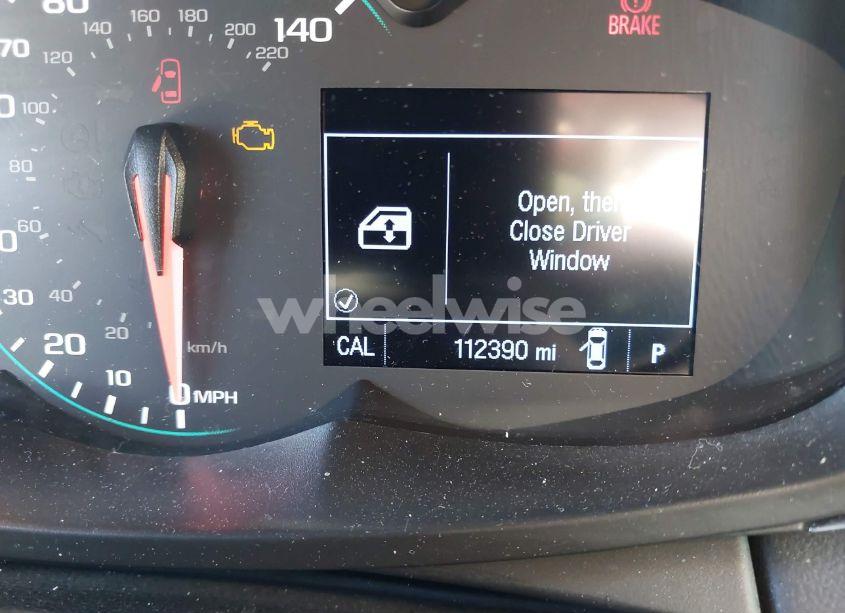 80
140
BRAKE
140
160
180
200
220
70
120
100
80
60
40
20
30
20
10
0 MPH
km/h
Open, then
Close Driver
Window
wheelwise
CAL
112390 mi
P